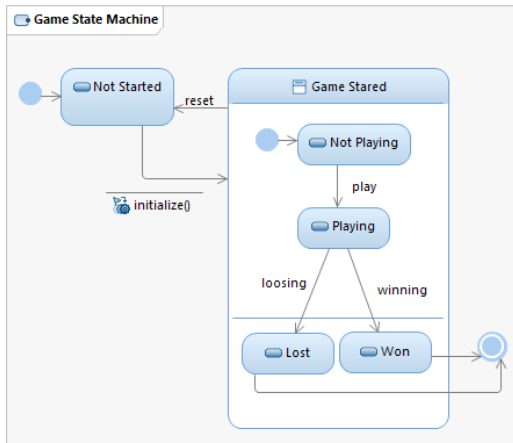 Game State Machine
Not Started
Game Stared
reset
Not Playing
initialize()
play
Playing
loosing
winning
Lost
Won